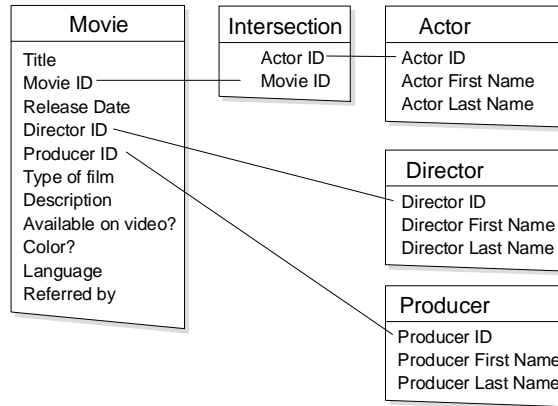 Movie
Title
Movie ID
Release Date
Director ID
Producer ID
Type of film
Description
Available on video?
Color?
Language
Referred by
Intersection
Actor ID
Movie ID
Actor
Actor ID
Actor First Name
Actor Last Name
Director
Director ID
Director First Name
Director Last Name
Producer
Producer ID
Producer First Name
Producer Last Name